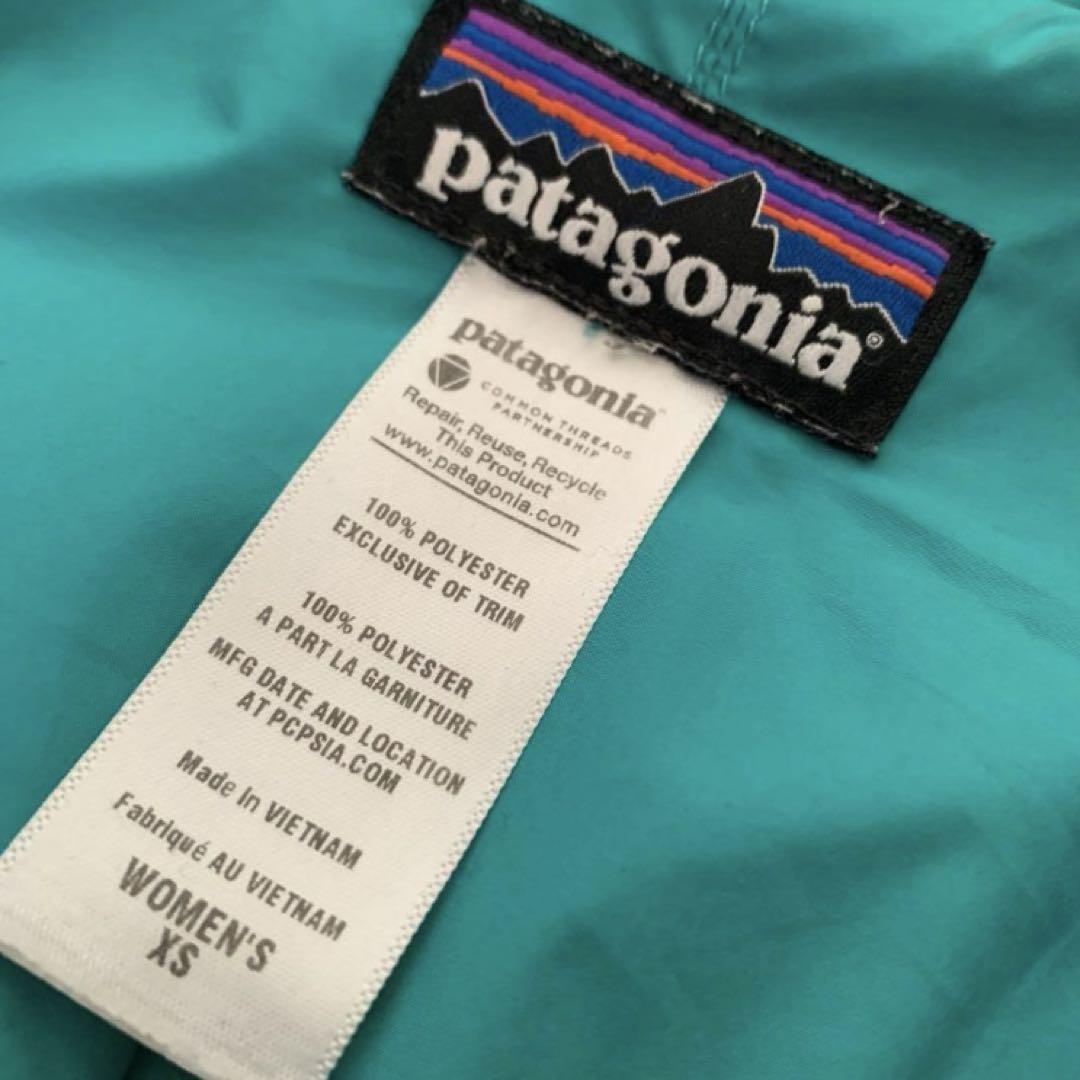 patagonia®
patagonia®
COMMON THREADS
PARTNERSHIP
Repair, Reuse, Recycle
This Product
www.patagonia.com
100% POLYESTER
EXCLUSIVE OF TRIM
100% POLYESTER
A PART LA GARNITURE
MFG DATE AND LOCATION
AT PCPSIA.COM
Made in VIETNAM
Fabriqué AU VIETNAM
WOMEN'S
XS